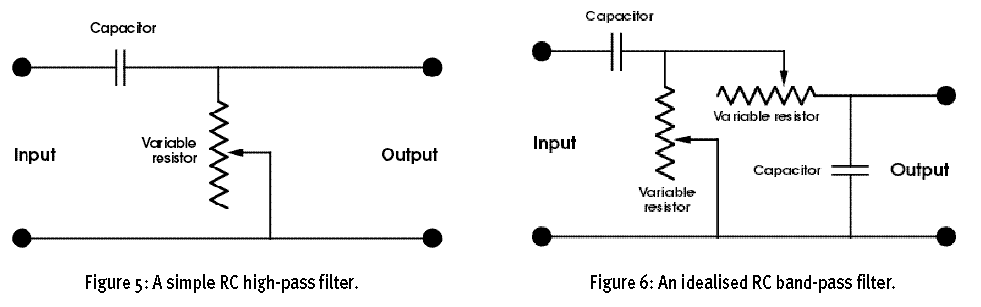 Capacitor
Variable
resistor
Input
Output
Figure 5: A simple RC high-pass filter.
Capacitor
Variable resistor
Input
Capacitor
Output
Variable
resistor
Figure 6: An idealised RC band-pass filter.